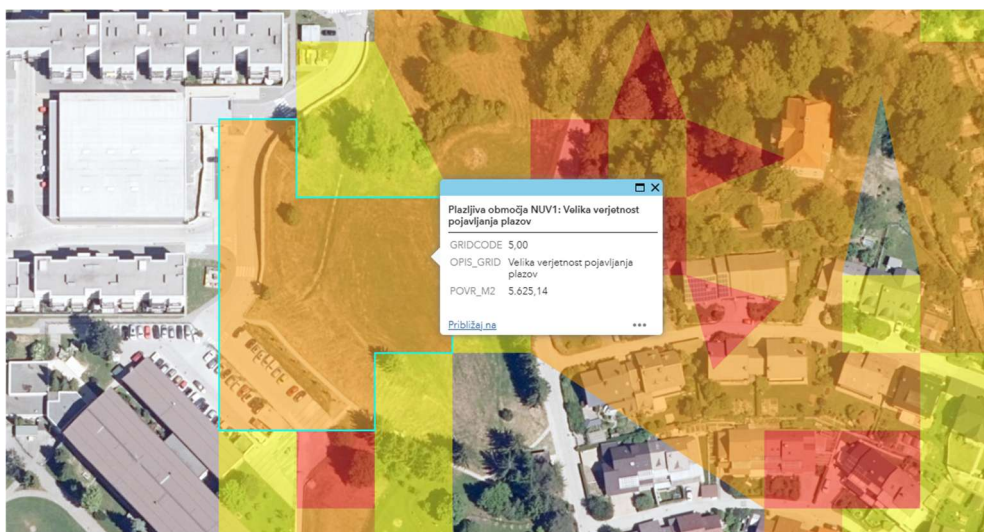 Plazljiva območja NUV1: Velika verjetnost
pojavljanja plazov
GRIDCODE 5,00
OPIS_GRID Velika verjetnost pojavljanja
plazov
POVR_M2 5.625,14
Približaj na